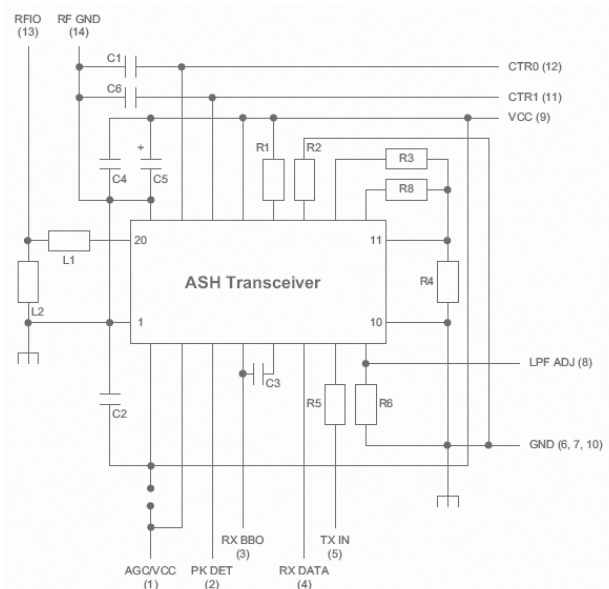 RFIO
(13)
RF GND
(14)
C1
CTR0 (12)
C6
CTR1 (11)
VCC (9)
R1
R2
R3
+
C4
C5
R8
20
11
L1
ASH Transceiver
R4
L2
1
10
LPF ADJ (8)
C3
C2
R5
R6
GND (6, 7, 10)
RX BBO
(3)
TX IN
(5)
AGC/VCC
(1)
PK DET
(2)
RX DATA
(4)